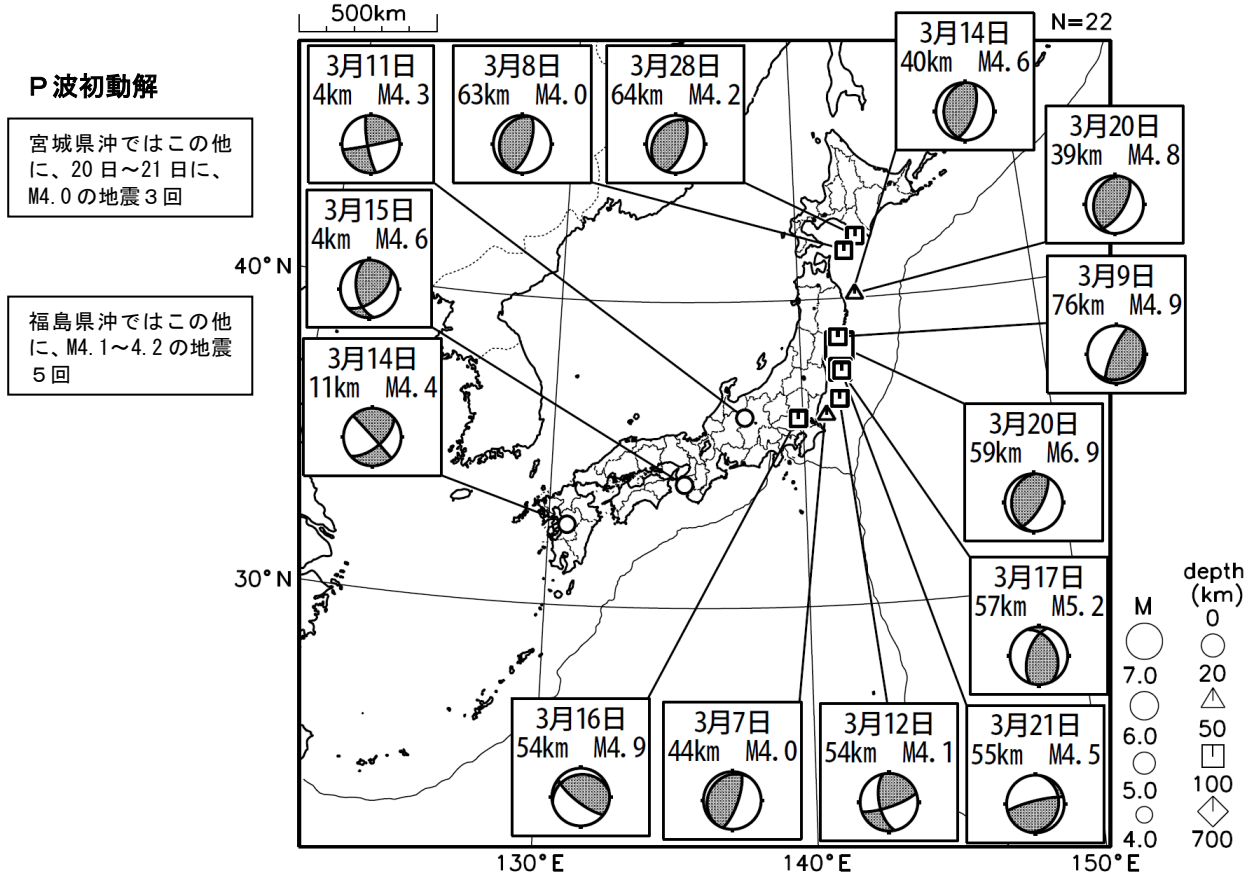 500km
N=22
P波初動解
宮城県沖ではこの他
に、20日～21日に、
M4.0の地震3回
福島県沖ではこの他
に、M4.1～4.2の地震
5回
3月11日
4km M4.3
3月8日
63km M4.0
3月28日
64km M4.2
3月14日
40km M4.6
3月20日
39km M4.8
3月15日
4km M4.6
3月9日
76km M4.9
3月14日
11km M4.4
3月20日
59km M6.9
3月17日
57km M5.2
3月16日
54km M4.9
3月7日
44km M4.0
3月12日
54km M4.1
3月21日
55km M4.5
40°N
30°N
130°E
140°E
150°E
M
7.0
6.0
5.0
4.0
depth
(km)
0
20
50
100
700